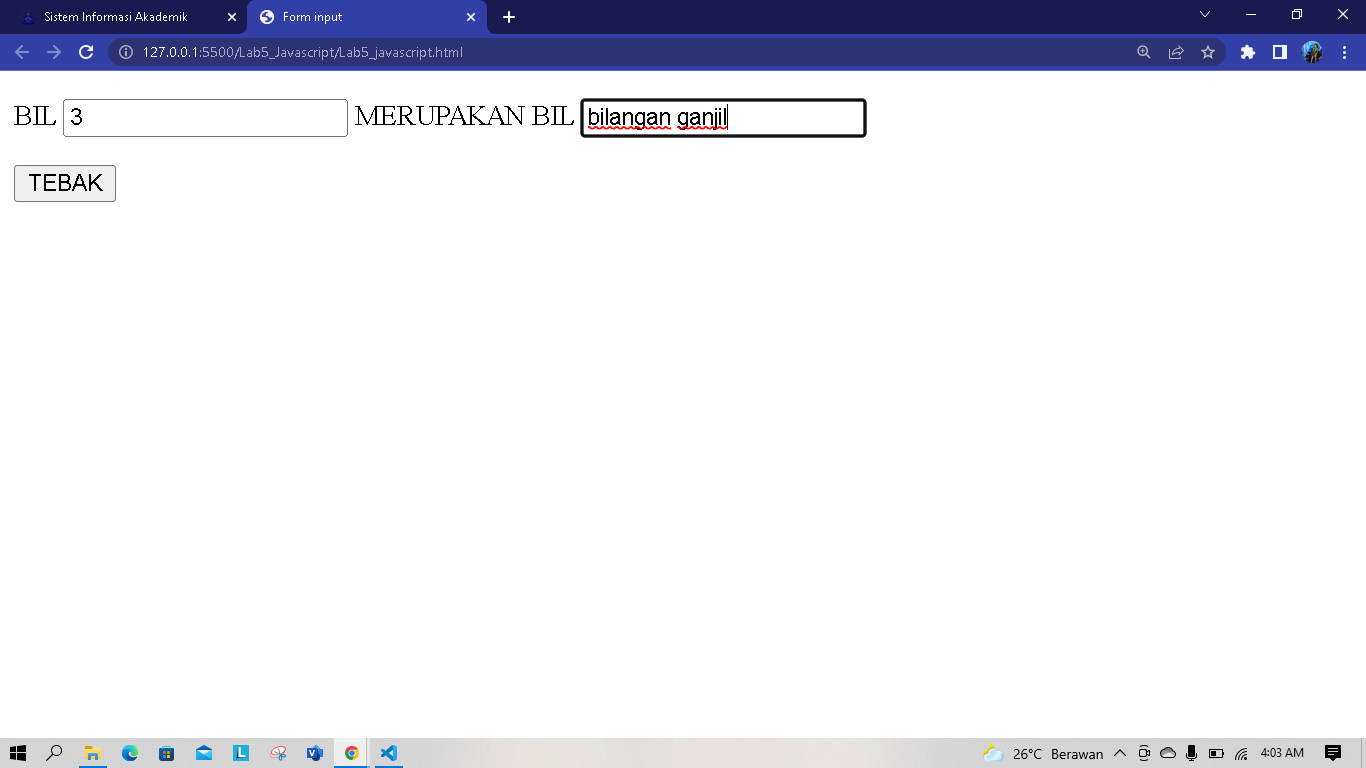 Sistem Informasi Akademik
Form input
127.0.0.1:5500/Lab5_Javascript/Lab5_javascript.html
BIL 3 MERUPAKAN BIL bilangan ganjil
TEBAK
26°C Berawan 4:03 AM